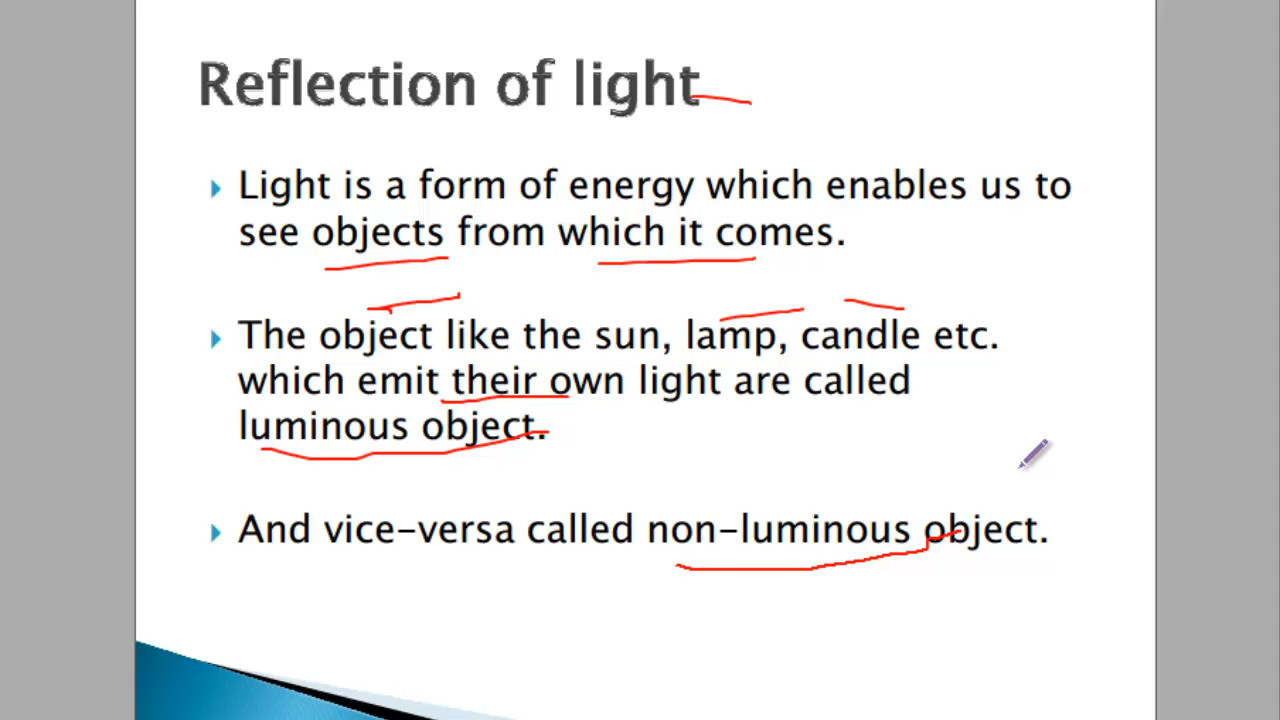 Reflection of light
Light is a form of energy which enables us to
see objects from which it comes.
The object like the sun, lamp, candle etc.
which emit their own light are called
luminous object.
And vice-versa called non-luminous object.